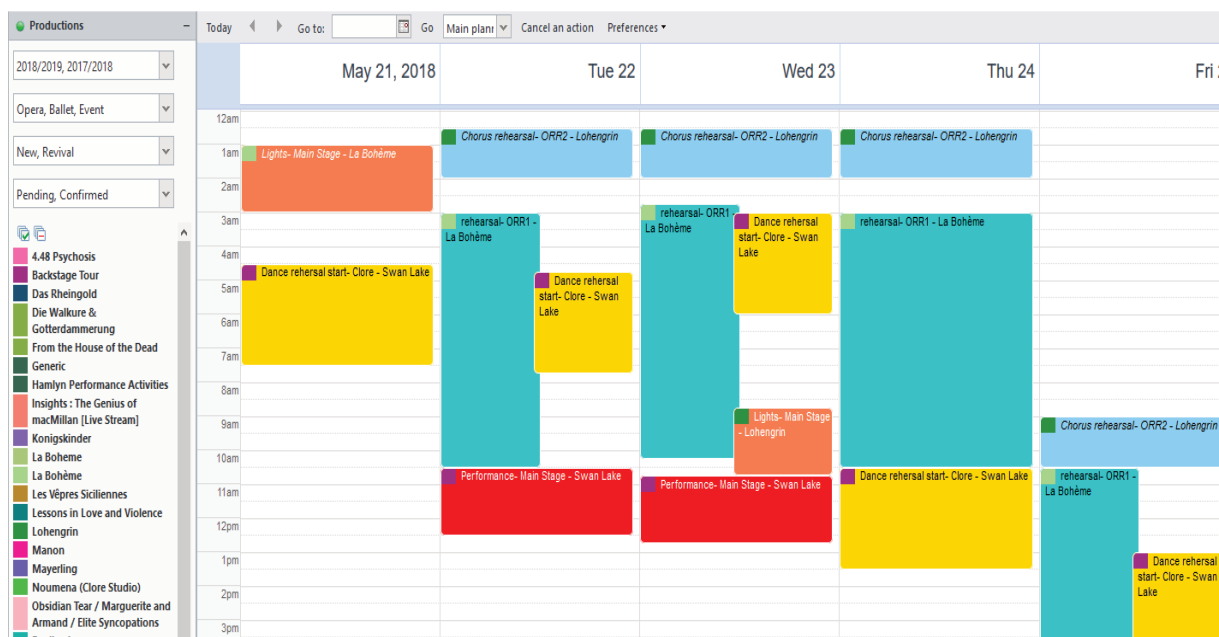 Productions
2018/2019, 2017/2018
Opera, Ballet, Event
New, Revival
Pending, Confirmed
4.48 Psychosis
Backstage Tour
Das Rheingold
Die Walkure &
Gotterdammerung
From the House of the Dead
Generic
Hamlyn Performance Activities
Insights : The Genius of
macMillan [Live Stream]
Konigskinder
La Boheme
La Bohème
Les Vêpres Siciliennes
Lessons in Love and Violence
Lohengrin
Manon
Mayerling
Noumena (Clore Studio)
Obsidian Tear / Marguerite and
Armand / Elite Syncopations
Today Go to: Go Main plan Cancel an action Preferences
May 21, 2018 Tue 22 Wed 23 Thu 24 Fri
12am
1am
2am
3am
4am
5am
6am
7am
8am
9am
10am
11am
12pm
1pm
2pm
3pm
Lights- Main Stage - La Bohème
Dance rehersal start- Clore - Swan Lake
Chorus rehearsal- ORR2 - Lohengrin
rehearsal- ORR1 -
La Bohème
Dance rehersal
start- Clore - Swan
Lake
Performance- Main Stage - Swan Lake
Chorus rehearsal- ORR2 - Lohengrin
rehearsal- ORR1
La Bohème
Dance rehersal
start- Clore - Swan
Lake
Lights- Main Stage
- Lohengrin
Performance- Main Stage - Swan Lake
Chorus rehearsal- ORR2 - Lohengrin
rehearsal- ORR1 - La Bohème
Dance rehersal start- Clore - Swan Lake
Chorus rehearsal- ORR2 - Lohengrin
rehearsal- ORR1 -
La Bohème
Dance rehersal
start- Clore - Swan
Lake